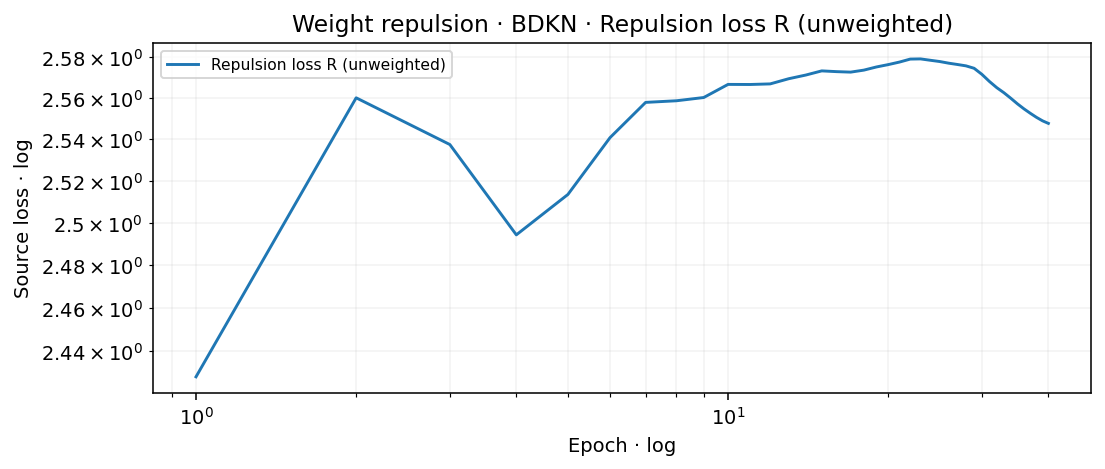 Weight repulsion · BDKN · Repulsion loss R (unweighted)
Repulsion loss R (unweighted)
Source loss · log
2.58 × 10⁰
2.56 × 10⁰
2.54 × 10⁰
2.52 × 10⁰
2.5 × 10⁰
2.48 × 10⁰
2.46 × 10⁰
2.44 × 10⁰
10⁰ 10¹
Epoch · log